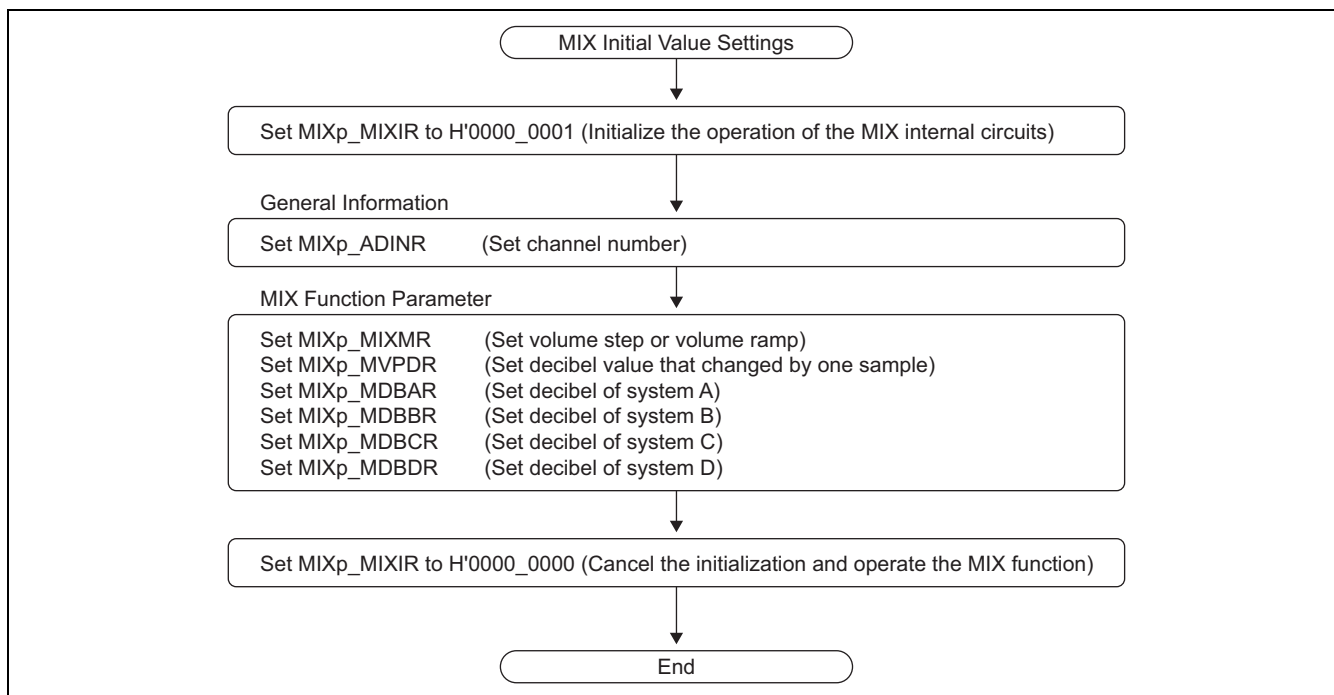 MIX Initial Value Settings
Set MIXp_MIXIR to H'0000_0001 (Initialize the operation of the MIX internal circuits)
General Information
Set MIXp_ADINR (Set channel number)
MIX Function Parameter
Set MIXp_MIXMR (Set volume step or volume ramp)
Set MIXp_MVPDR (Set decibel value that changed by one sample)
Set MIXp_MDBAR (Set decibel of system A)
Set MIXp_MDBBR (Set decibel of system B)
Set MIXp_MDBCR (Set decibel of system C)
Set MIXp_MDBDR (Set decibel of system D)
Set MIXp_MIXIR to H'0000_0000 (Cancel the initialization and operate the MIX function)
End